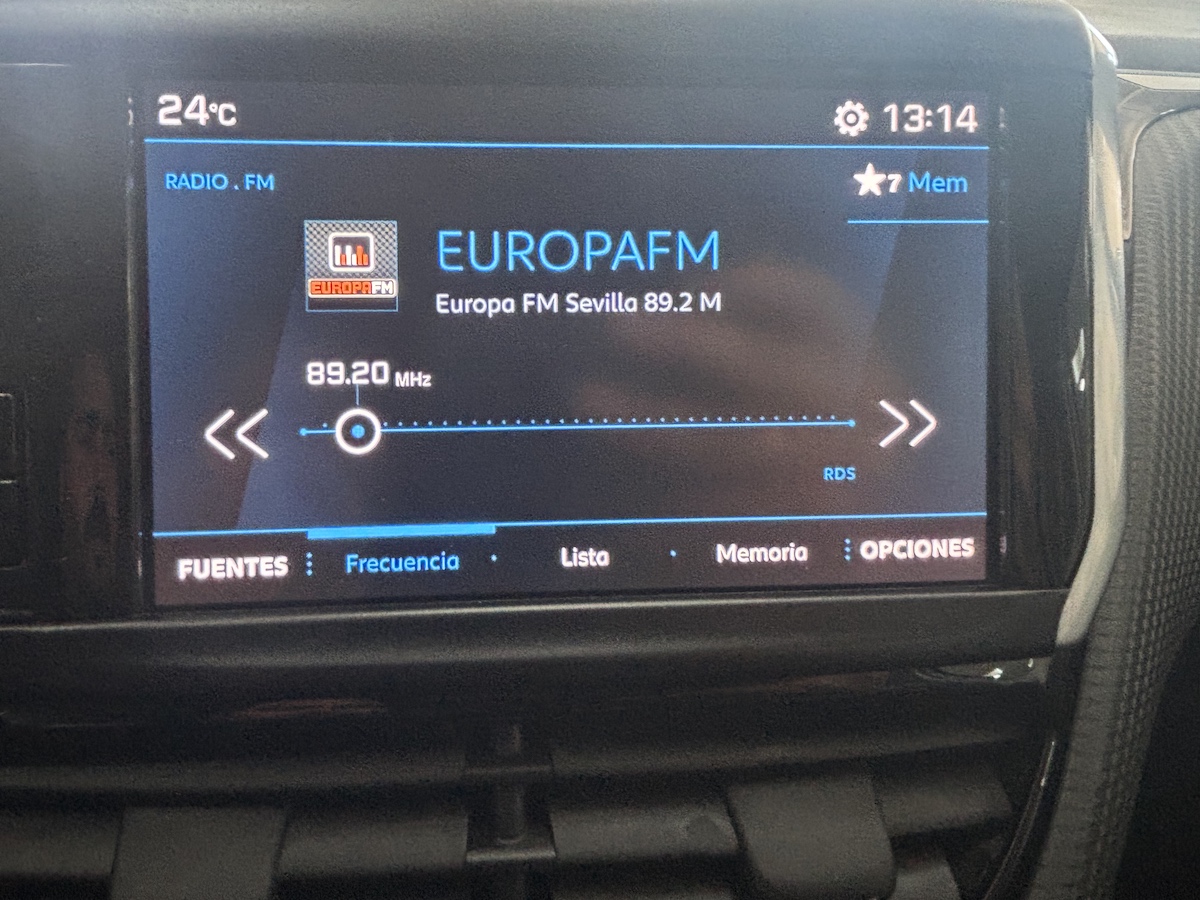 24°C
13:14
RADIO . FM
★7 Mem
EUROPAFM
EUROPAFM
Europa FM Sevilla 89.2 M
89.20 MHz
RDS
FUENTES
Frecuencia
Lista
Memoria
OPCIONES